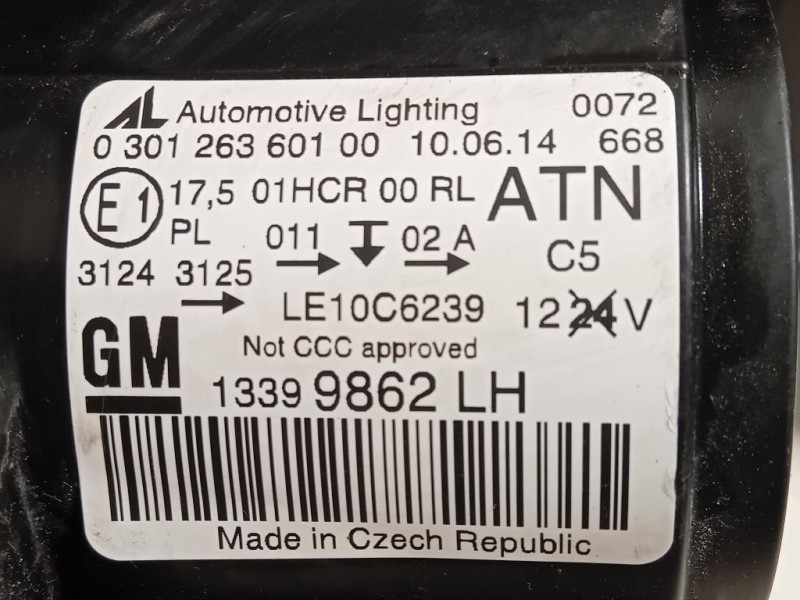 AL Automotive Lighting 0072
0 301 263 601 00 10.06.14 668
E1 17,5 01HCR 00 RL ATN
PL 011 02 A C5
3124 3125
LE10C6239 12 24 V
GM Not CCC approved
1339 9862 LH
Made in Czech Republic